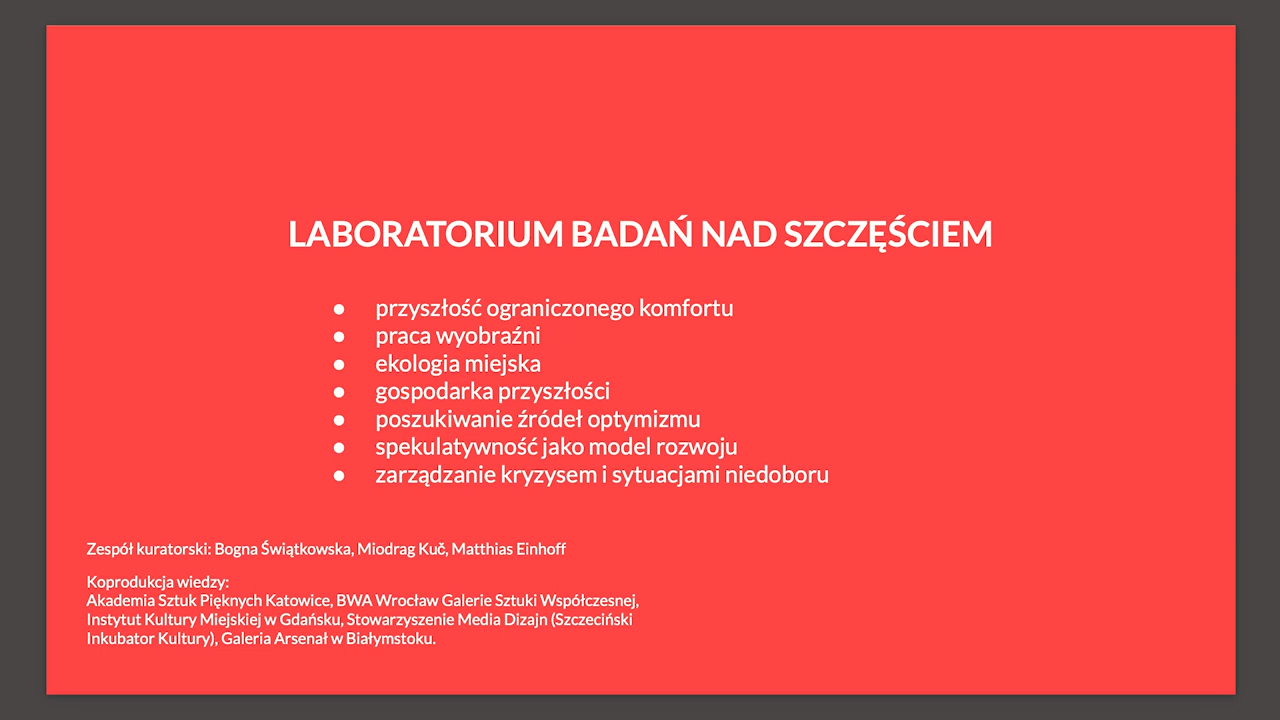 LABORATORIUM BADAŃ NAD SZCZĘŚCIEM
● przyszłość ograniczonego komfortu
● praca wyobraźni
● ekologia miejska
● gospodarka przyszłości
● poszukiwanie źródeł optymizmu
● spekulatywność jako model rozwoju
● zarządzanie kryzysem i sytuacjami niedoboru
Zespół kuratorski: Bogna Świątkowska, Miodrag Kuč, Matthias Einhoff
Koprodukcja wiedzy:
Akademia Sztuk Pięknych Katowice, BWA Wrocław Galerie Sztuki Współczesnej,
Instytut Kultury Miejskiej w Gdańsku, Stowarzyszenie Media Dizajn (Szczeciński
Inkubator Kultury), Galeria Arsenał w Białymstoku.